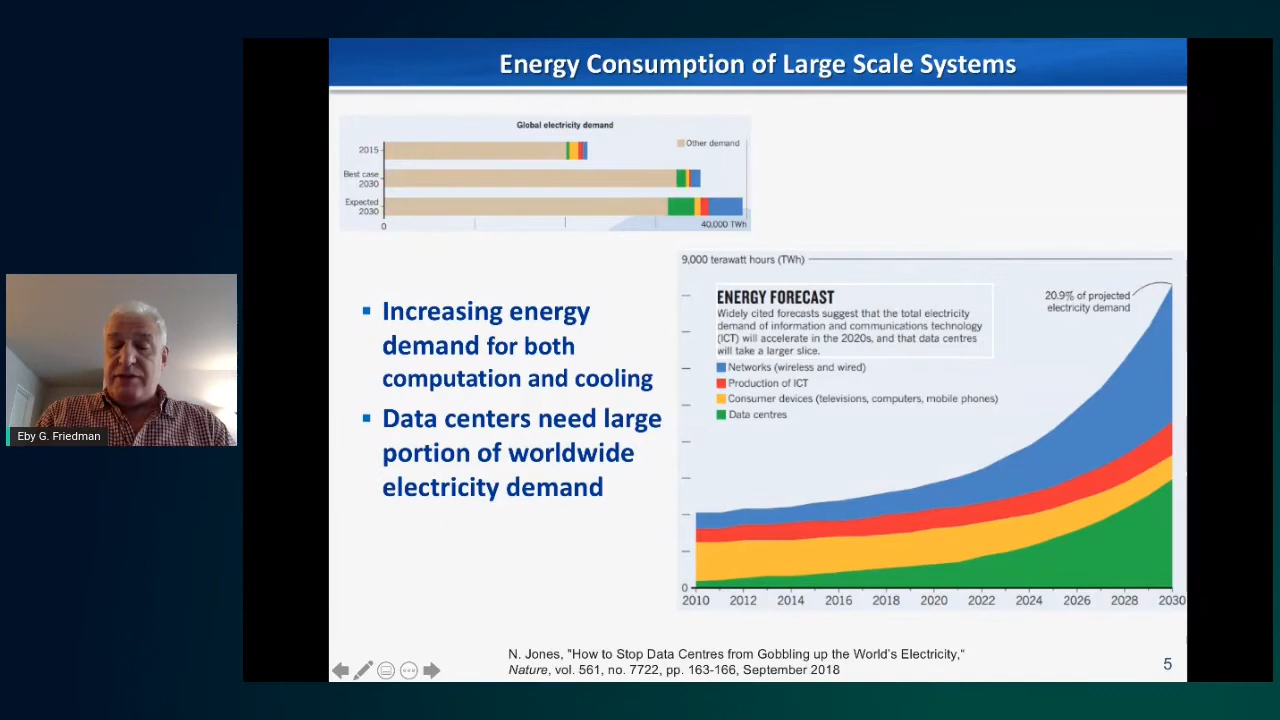 Energy Consumption of Large Scale Systems
Global electricity demand
Other demand
2015
Best case
2030
Expected
2030
0
40,000 TWh
Increasing energy
demand for both
computation and cooling
Data centers need large
portion of worldwide
electricity demand
9,000 terawatt hours (TWh)
ENERGY FORECAST
Widely cited forecasts suggest that the total electricity
demand of information and communications technology
(ICT) will accelerate in the 2020s, and that data centres
will take a larger slice.
20.9% of projected
electricity demand
Networks (wireless and wired)
Production of ICT
Consumer devices (televisions, computers, mobile phones)
Data centres
0
2010 2012 2014 2016 2018 2020 2022 2024 2026 2028 2030
N. Jones, "How to Stop Data Centres from Gobbling up the World's Electricity,"
Nature, vol. 561, no. 7722, pp. 163-166, September 2018
5
Eby G. Friedman